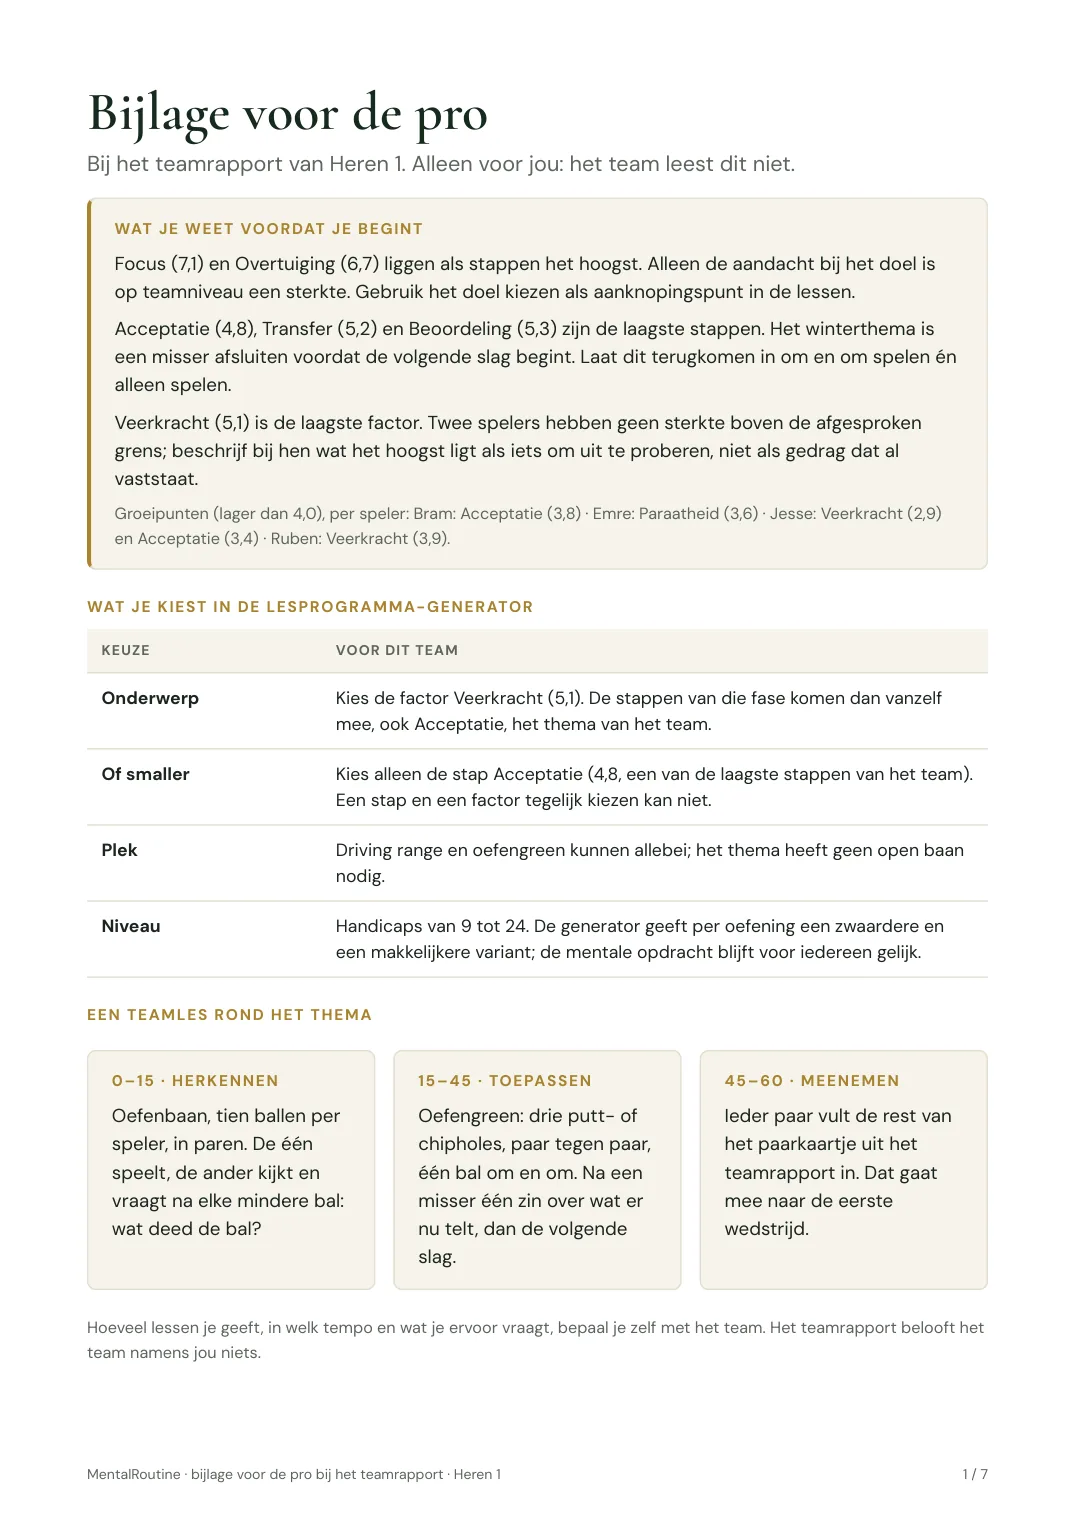 Bijlage voor de pro
Bij het teamrapport van Heren 1. Alleen voor jou: het team leest dit niet.
WAT JE WEET VOORDAT JE BEGINT
Focus (7,1) en Overtuiging (6,7) liggen als stappen het hoogst. Alleen de aandacht bij het doel is
op teamniveau een sterkte. Gebruik het doel kiezen als aanknopingspunt in de lessen.
Acceptatie (4,8), Transfer (5,2) en Beoordeling (5,3) zijn de laagste stappen. Het winterthema is
een misser afsluiten voordat de volgende slag begint. Laat dit terugkomen in om en om spelen én
alleen spelen.
Veerkracht (5,1) is de laagste factor. Twee spelers hebben geen sterkte boven de afgesproken
grens; beschrijf bij hen wat het hoogst ligt als iets om uit te proberen, niet als gedrag dat al
vaststaat.
Groeipunten (lager dan 4,0), per speler: Bram: Acceptatie (3,8) · Emre: Paraatheid (3,6) · Jesse: Veerkracht (2,9)
en Acceptatie (3,4) · Ruben: Veerkracht (3,9).
WAT JE KIEST IN DE LESPROGRAMMA-GENERATOR
KEUZE VOOR DIT TEAM
Onderwerp Kies de factor Veerkracht (5,1). De stappen van die fase komen dan vanzelf
mee, ook Acceptatie, het thema van het team.
Of smaller Kies alleen de stap Acceptatie (4,8, een van de laagste stappen van het team).
Een stap en een factor tegelijk kiezen kan niet.
Plek Driving range en oefengreen kunnen allebei; het thema heeft geen open baan
nodig.
Niveau Handicaps van 9 tot 24. De generator geeft per oefening een zwaardere en
een makkelijkere variant; de mentale opdracht blijft voor iedereen gelijk.
EEN TEAMLES ROND HET THEMA
0–15 · HERKENNEN
Oefenbaan, tien ballen per
speler, in paren. De één
speelt, de ander kijkt en
vraagt na elke mindere bal:
wat deed de bal?
15–45 · TOEPASSEN
Oefengreen: drie putt- of
chipholes, paar tegen paar,
één bal om en om. Na een
misser één zin over wat er
nu telt, dan de volgende
slag.
45–60 · MEENEMEN
Ieder paar vult de rest van
het paarkaartje uit het
teamrapport in. Dat gaat
mee naar de eerste
wedstrijd.
Hoeveel lessen je geeft, in welk tempo en wat je ervoor vraagt, bepaal je zelf met het team. Het teamrapport belooft het
team namens jou niets.
MentalRoutine · bijlage voor de pro bij het teamrapport · Heren 1 1 / 7